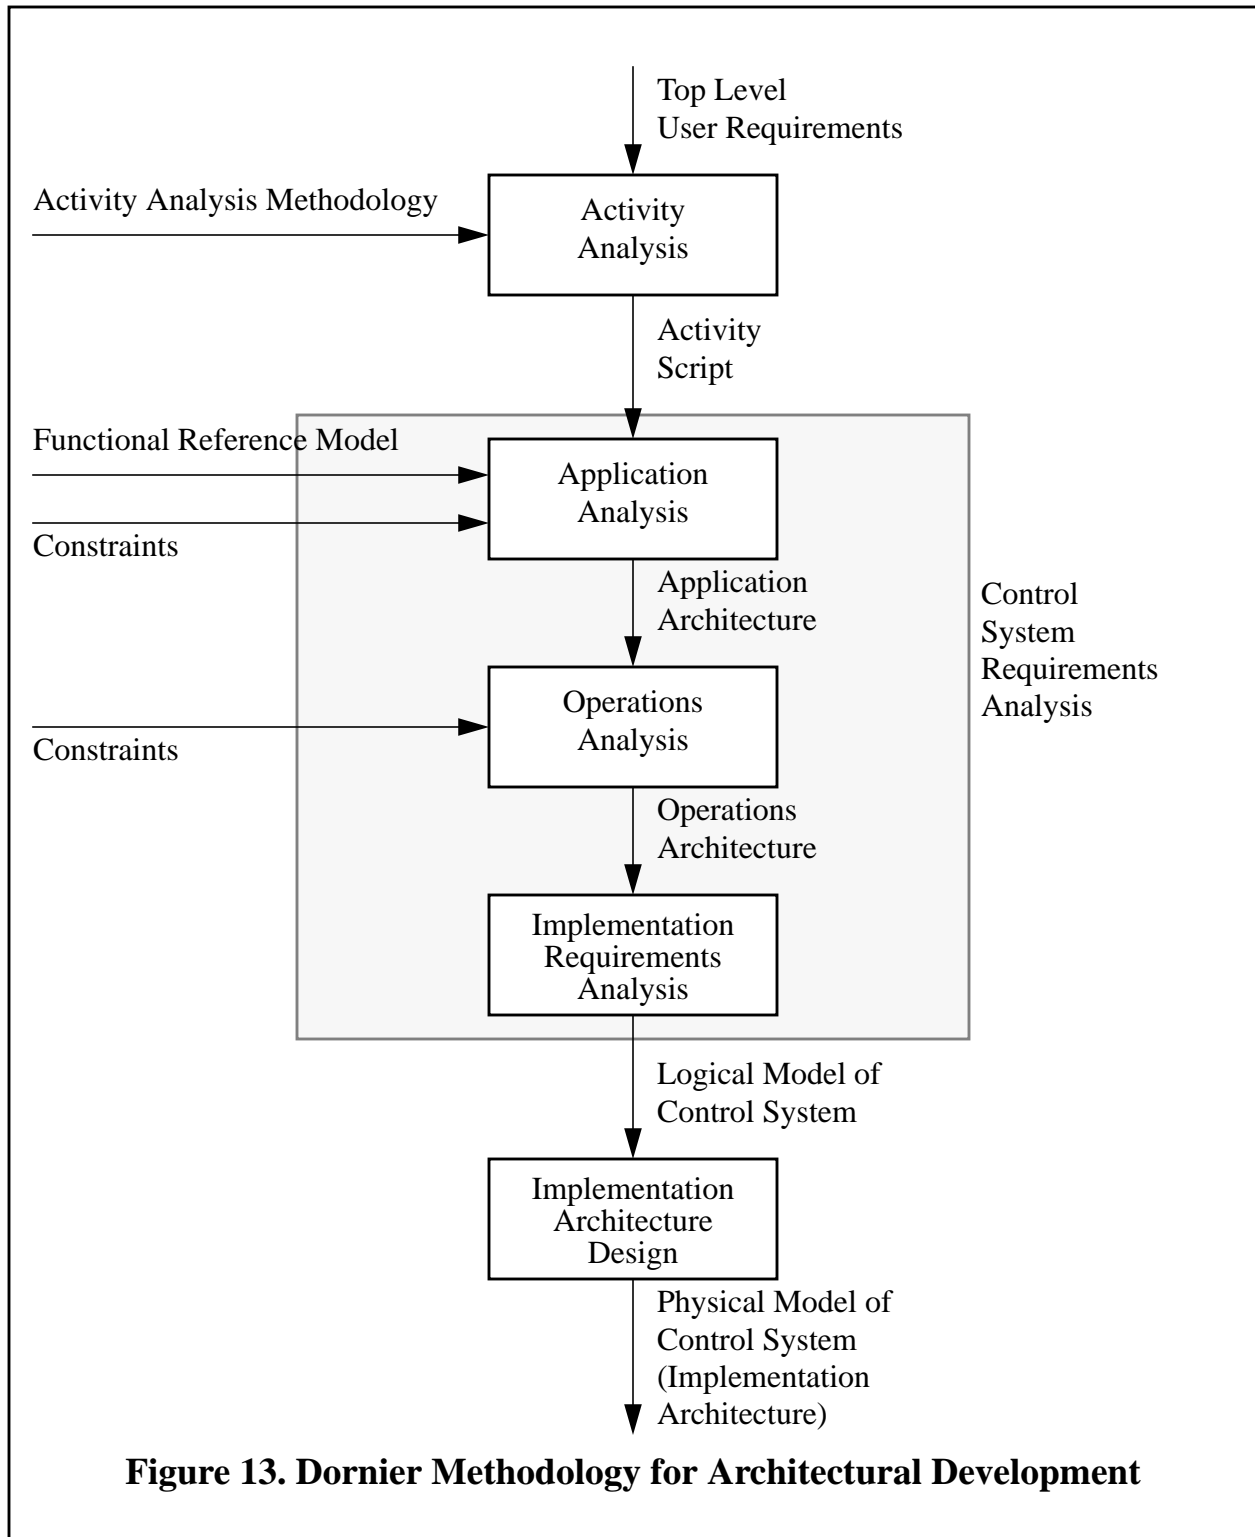 Top Level
User Requirements
Activity Analysis Methodology
Activity
Analysis
Activity
Script
Functional Reference Model
Application
Analysis
Constraints
Application
Architecture
Control
System
Requirements
Analysis
Operations
Analysis
Constraints
Operations
Architecture
Implementation
Requirements
Analysis
Logical Model of
Control System
Implementation
Architecture
Design
Physical Model of
Control System
(Implementation
Architecture)
Figure 13. Dornier Methodology for Architectural Development